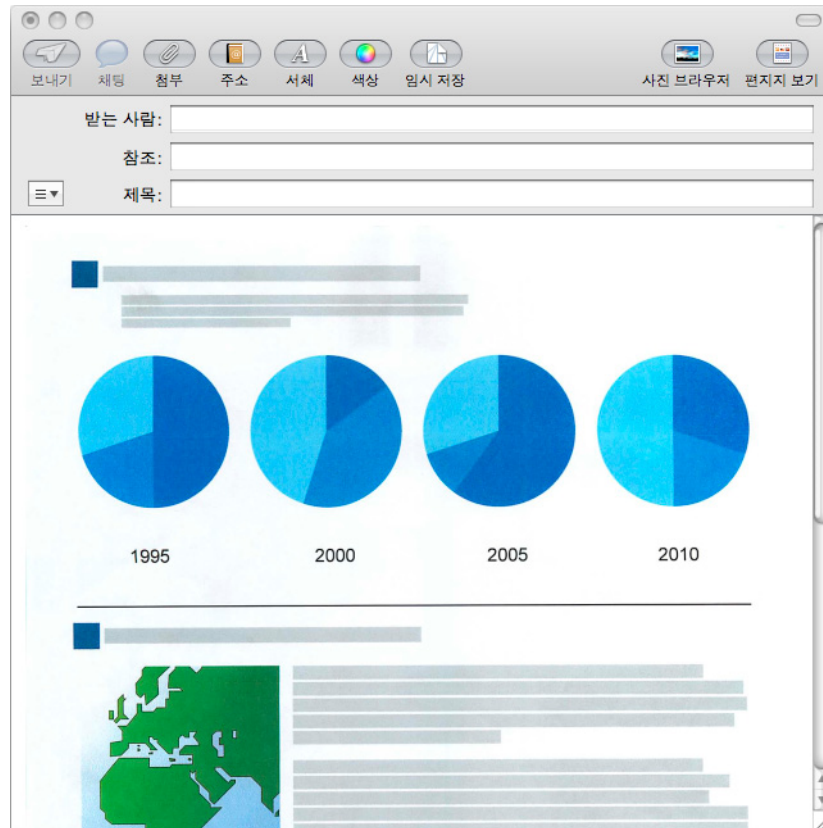 보내기 채팅 첨부 주소 서체 색상 임시 저장 사진 브라우저 편지지 보기
받는 사람:
참조:
제목:
1995 2000 2005 2010